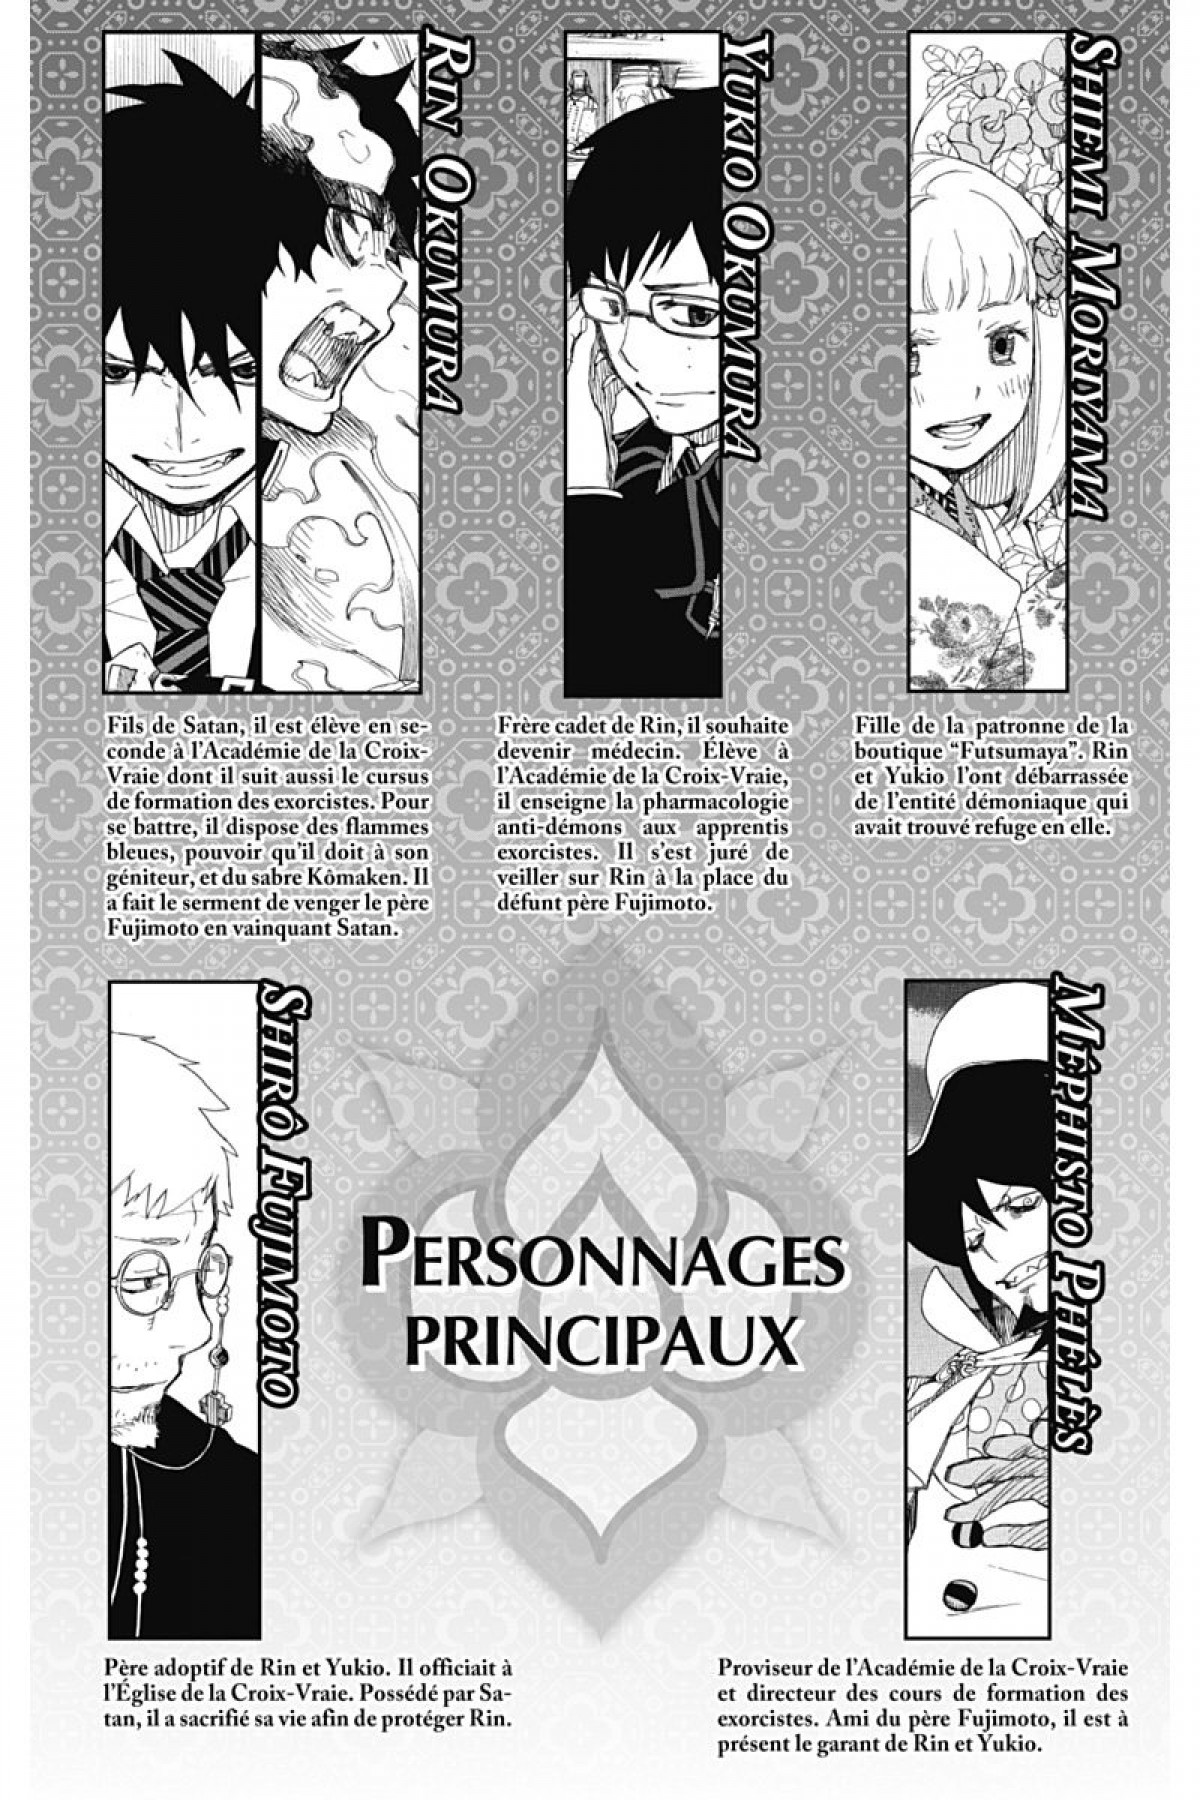 RIN OKUMURA
Fils de Satan, il est élève en se-
conde à l'Académie de la Croix-
Vraie dont il suit aussi le cursus
de formation des exorcistes. Pour
se battre, il dispose des flammes
bleues, pouvoir qu'il doit à son
géniteur, et du sabre Kômaken. Il
a fait le serment de venger le père
Fujimoto en vainquant Satan.
YUKIO OKUMURA
Frère cadet de Rin, il souhaite
devenir médecin. Élève à
l'Académie de la Croix-Vraie,
il enseigne la pharmacologie
anti-démons aux apprentis
exorcistes. Il s'est juré de
veiller sur Rin à la place du
défunt père Fujimoto.
SHIEMI MORIYAMA
Fille de la patronne de la
boutique “Futsumaya”. Rin
et Yukio l'ont débarrassée
de l'entité démoniaque qui
avait trouvé refuge en elle.
SHIRÔ FUJIMOTO
Père adoptif de Rin et Yukio. Il officiait à
l'Église de la Croix-Vraie. Possédé par Sa-
tan, il a sacrifié sa vie afin de protéger Rin.
PERSONNAGES
PRINCIPAUX
MÉPHISTO PHÉLÈS
Proviseur de l'Académie de la Croix-Vraie
et directeur des cours de formation des
exorcistes. Ami du père Fujimoto, il est à
présent le garant de Rin et Yukio.